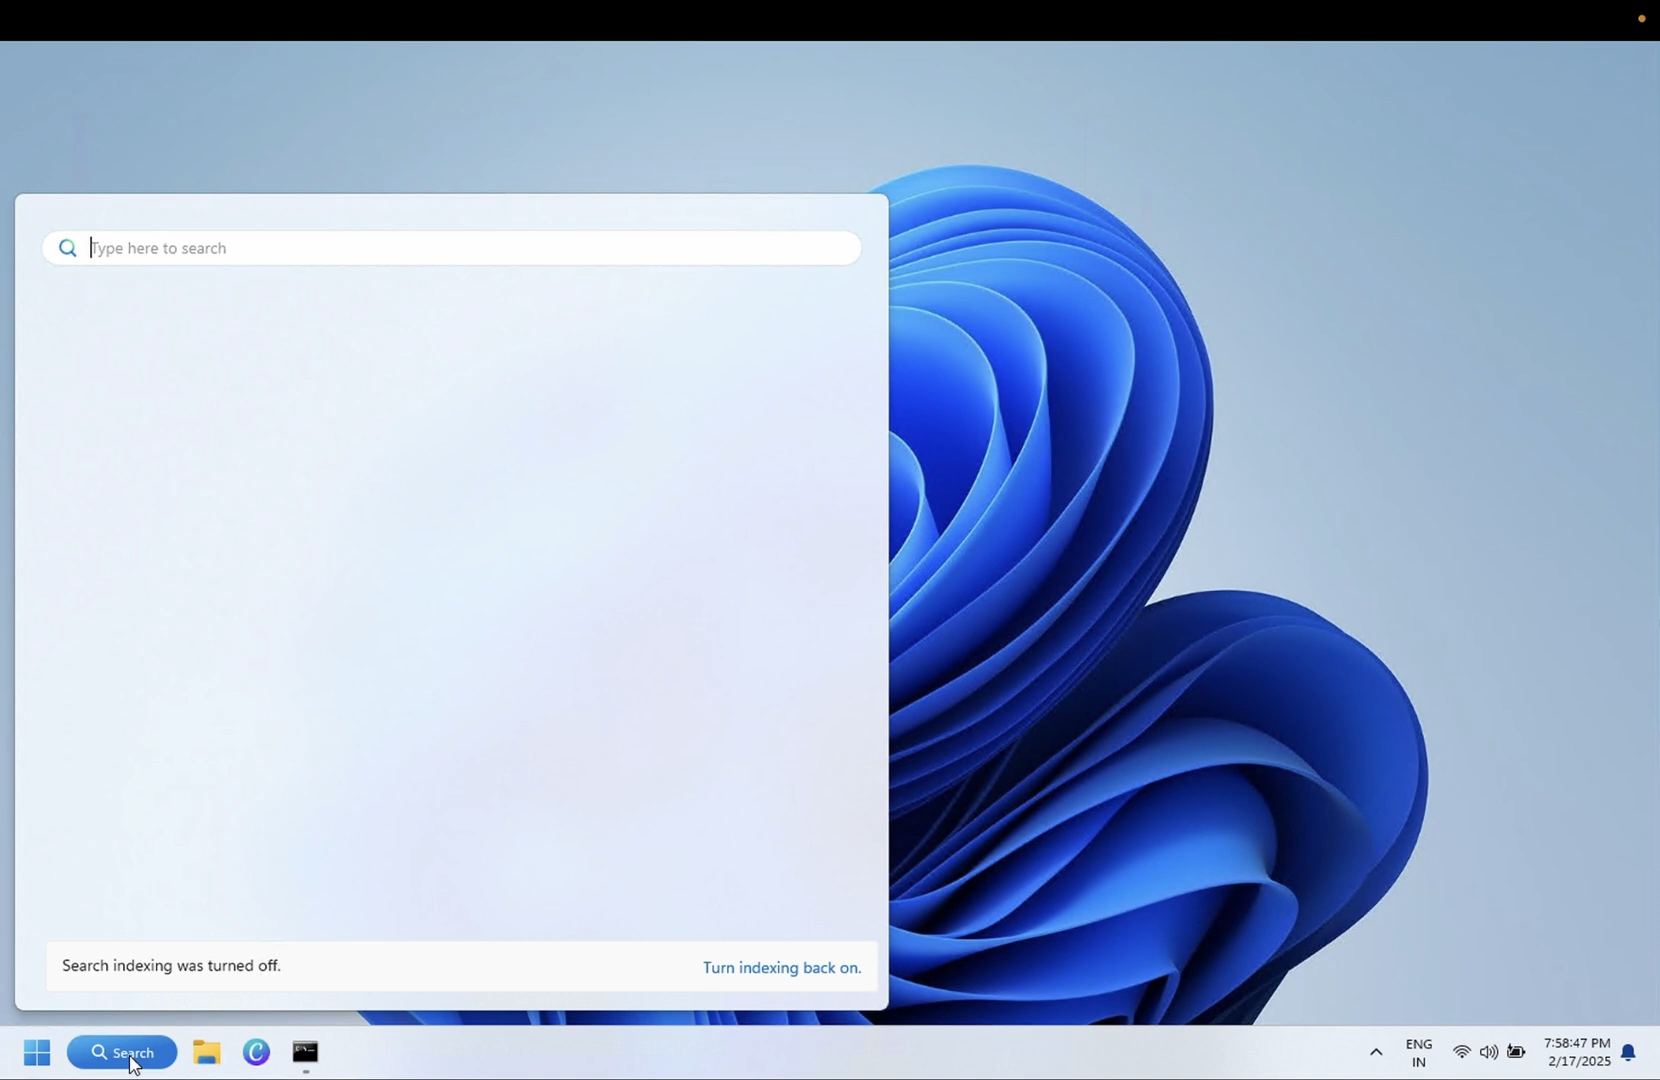 Type here to search
Search indexing was turned off.
Turn indexing back on.
Search
ENG
IN
7:58:47 PM
2/17/2025